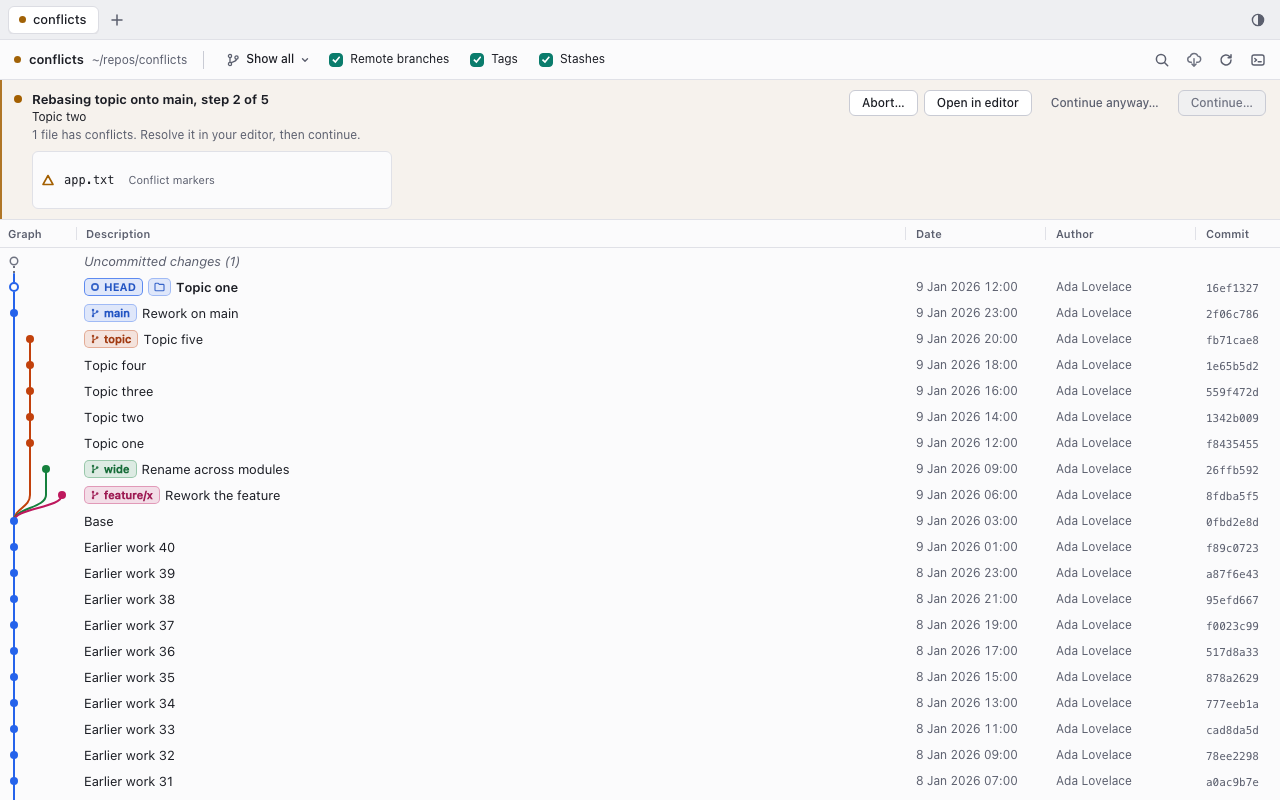 conflicts
conflicts ~/repos/conflicts Show all Remote branches Tags Stashes
Rebasing topic onto main, step 2 of 5
Topic two
1 file has conflicts. Resolve it in your editor, then continue.
Abort... Open in editor Continue anyway... Continue...
app.txt Conflict markers
Graph Description Date Author Commit
Uncommitted changes (1)
HEAD Topic one 9 Jan 2026 12:00 Ada Lovelace 16ef1327
main Rework on main 9 Jan 2026 23:00 Ada Lovelace 2f06c786
topic Topic five 9 Jan 2026 20:00 Ada Lovelace fb71cae8
Topic four 9 Jan 2026 18:00 Ada Lovelace 1e65b5d2
Topic three 9 Jan 2026 16:00 Ada Lovelace 559f472d
Topic two 9 Jan 2026 14:00 Ada Lovelace 1342b009
Topic one 9 Jan 2026 12:00 Ada Lovelace f8435455
wide Rename across modules 9 Jan 2026 09:00 Ada Lovelace 26ffb592
feature/x Rework the feature 9 Jan 2026 06:00 Ada Lovelace 8fdba5f5
Base 9 Jan 2026 03:00 Ada Lovelace 0fbd2e8d
Earlier work 40 9 Jan 2026 01:00 Ada Lovelace f89c0723
Earlier work 39 8 Jan 2026 23:00 Ada Lovelace a87f6e43
Earlier work 38 8 Jan 2026 21:00 Ada Lovelace 95efd667
Earlier work 37 8 Jan 2026 19:00 Ada Lovelace f0023c99
Earlier work 36 8 Jan 2026 17:00 Ada Lovelace 517d8a33
Earlier work 35 8 Jan 2026 15:00 Ada Lovelace 878a2629
Earlier work 34 8 Jan 2026 13:00 Ada Lovelace 777eeb1a
Earlier work 33 8 Jan 2026 11:00 Ada Lovelace cad8da5d
Earlier work 32 8 Jan 2026 09:00 Ada Lovelace 78ee2298
Earlier work 31 8 Jan 2026 07:00 Ada Lovelace a0ac9b7e